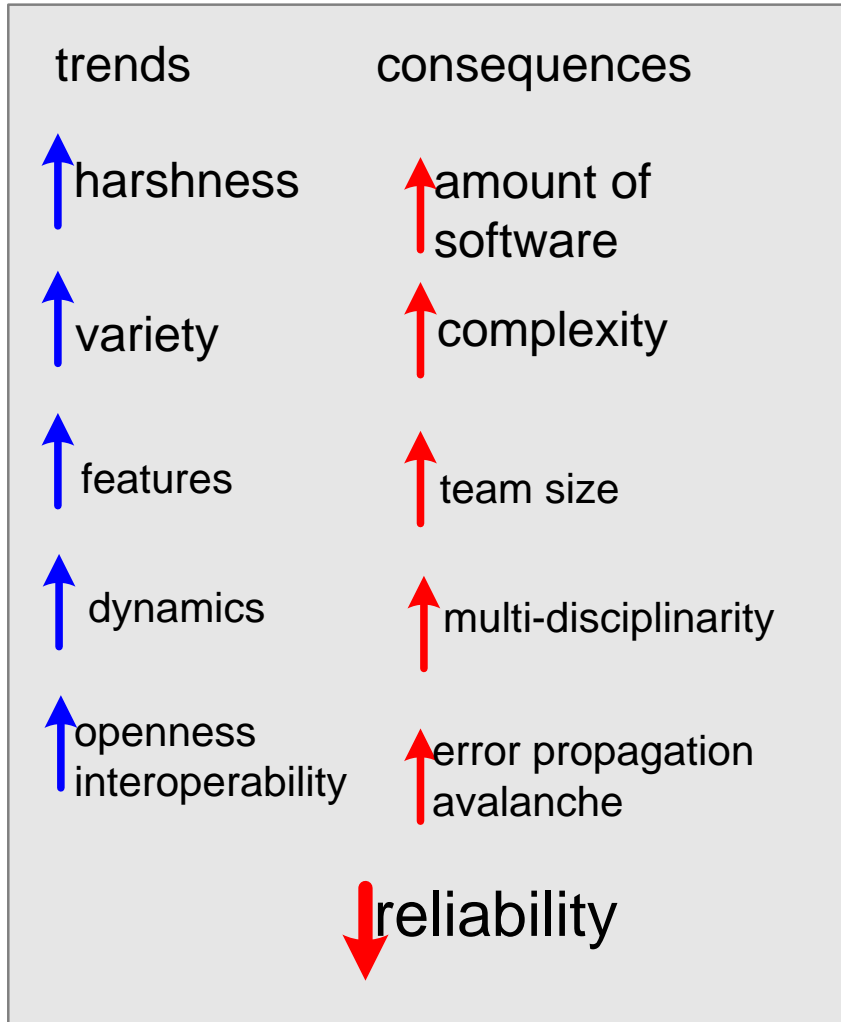 trends
consequences
harshness
amount of
software
variety
complexity
features
team size
dynamics
multi-disciplinarity
openness
interoperability
error propagation
avalanche
reliability